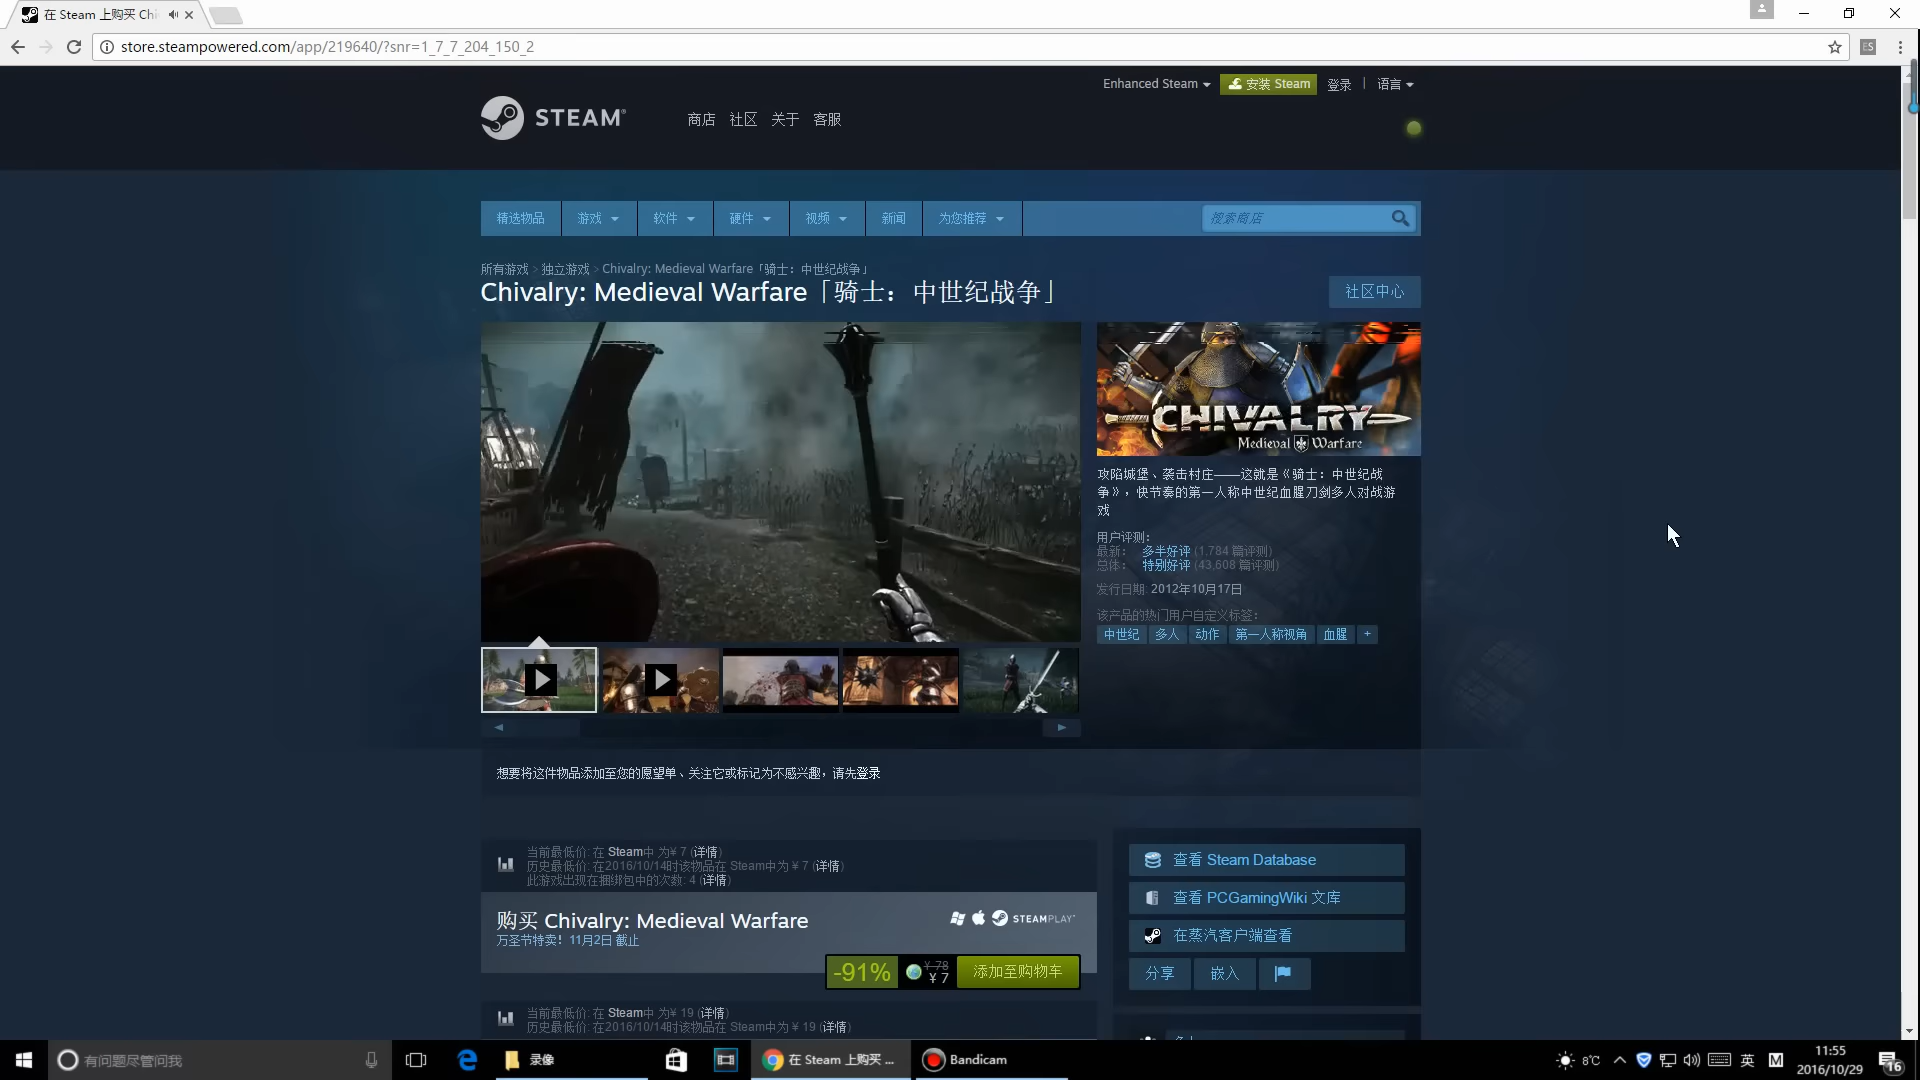 在 Steam 上购买 Chi
store.steampowered.com/app/219640/?snr=1_7_7_204_150_2
ES
Enhanced Steam
安装 Steam
登录
语言
STEAM
商店 社区 关于 客服
精选物品 游戏 软件 硬件 视频 新闻 为您推荐
搜索商店
所有游戏 > 独立游戏 > Chivalry: Medieval Warfare「骑士：中世纪战争」
Chivalry: Medieval Warfare「骑士：中世纪战争」
社区中心
CHIVALRY
Medieval Warfare
攻陷城堡、袭击村庄——这就是《骑士：中世纪战
争》，快节奏的第一人称中世纪血腥刀剑多人对战游
戏
用户评测:
最新: 多半好评 (1,784 篇评测)
总体: 特别好评 (43,608 篇评测)
发行日期: 2012年10月17日
该产品的热门用户自定义标签:
中世纪 多人 动作 第一人称视角 血腥 +
想要将这件物品添加至您的愿望单、关注它或标记为不感兴趣，请先登录
当前最低价: 在 Steam中 为¥ 7 (详情)
历史最低价: 在2016/10/14时该物品在 Steam中为 ¥ 7 (详情)
此游戏出现在捆绑包中的次数: 4 (详情)
购买 Chivalry: Medieval Warfare
STEAMPLAY
万圣节特卖！11月2日 截止
-91%
¥ 78
¥ 7
添加至购物车
当前最低价: 在 Steam中 为¥ 19 (详情)
历史最低价: 在2016/10/14时该物品在 Steam中为 ¥ 19 (详情)
查看 Steam Database
查看 PCGamingWiki 文库
在蒸汽客户端查看
分享 嵌入
有问题尽管问我
录像
在 Steam 上购买 ...
Bandicam
8℃
英
M
11:55
2016/10/29
16